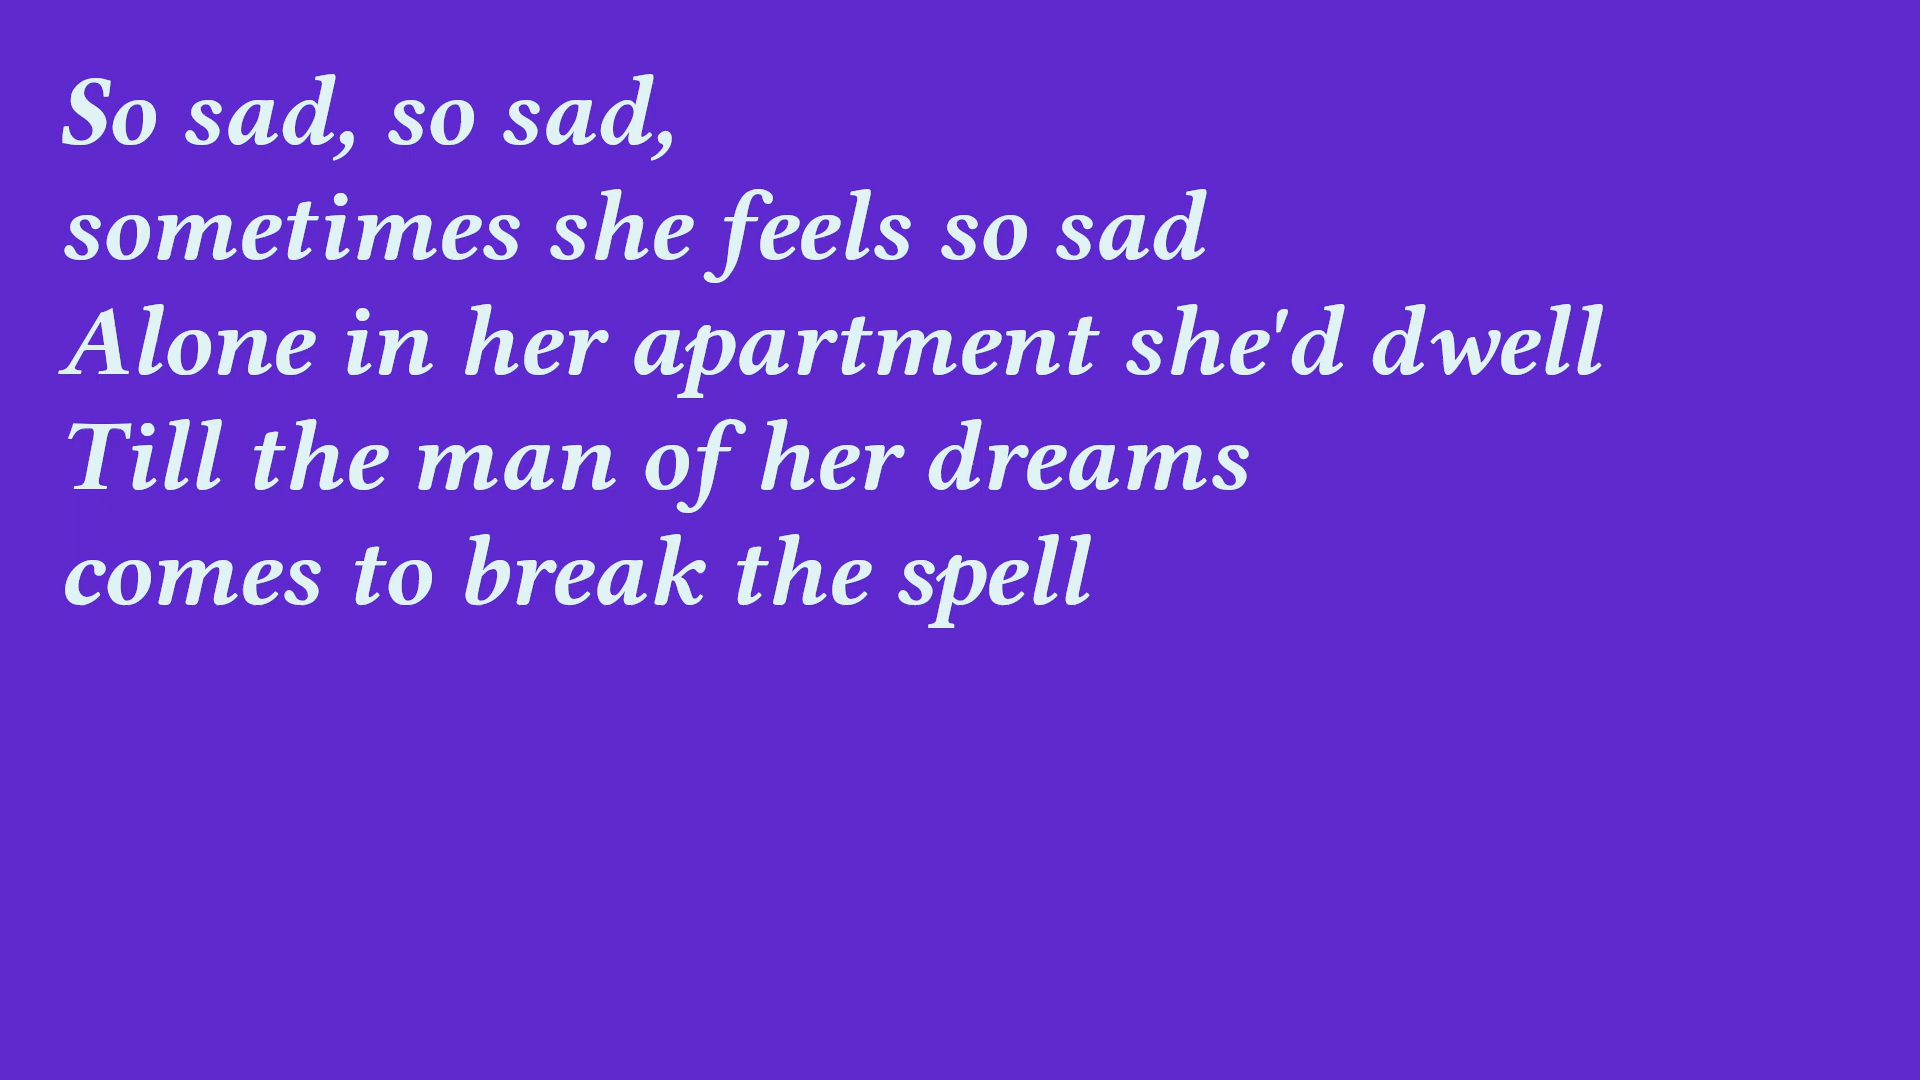 So sad, so sad,
sometimes she feels so sad
Alone in her apartment she'd dwell
Till the man of her dreams
comes to break the spell